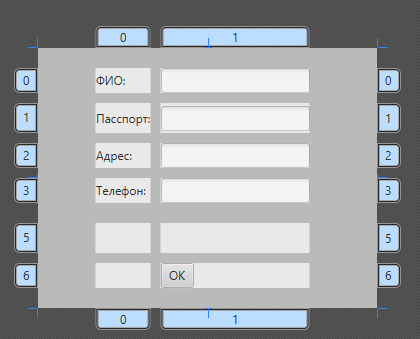 0 1
0 ФИО: 0
1 Пасспорт: 1
2 Адрес: 2
3 Телефон: 3
5 5
6 OK 6
0 1